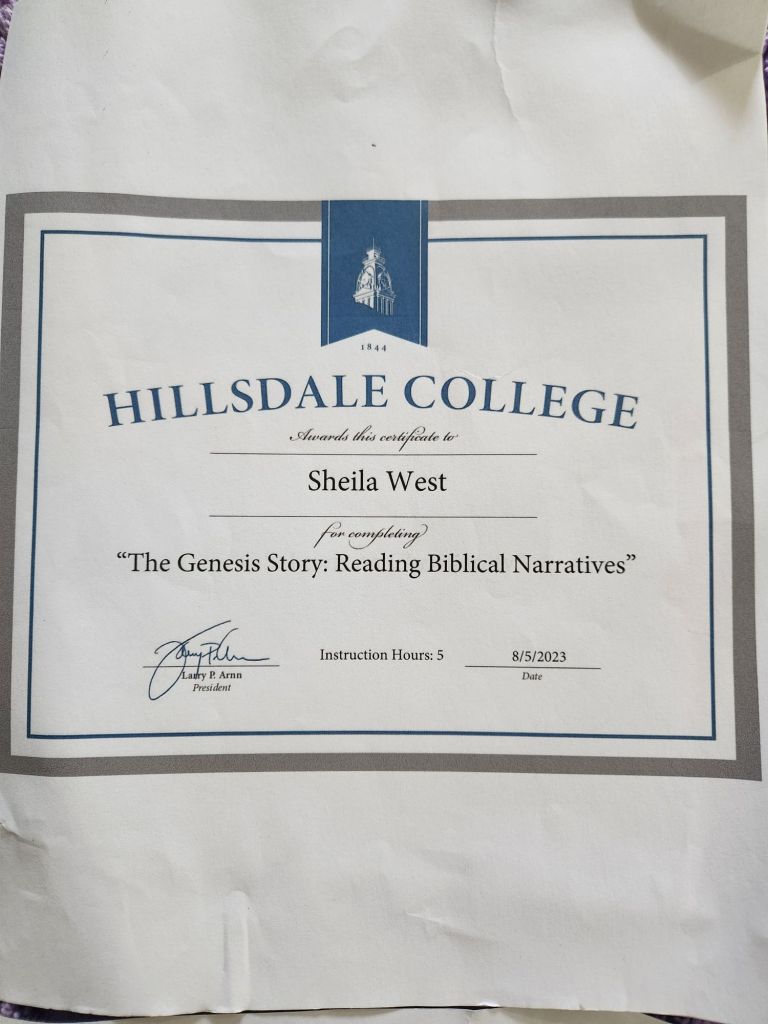 1844
HILLSDALE COLLEGE
Awards this certificate to
Sheila West
for completing
“The Genesis Story: Reading Biblical Narratives”
Instruction Hours: 5
8/5/2023
Larry P. Arnn
President
Date